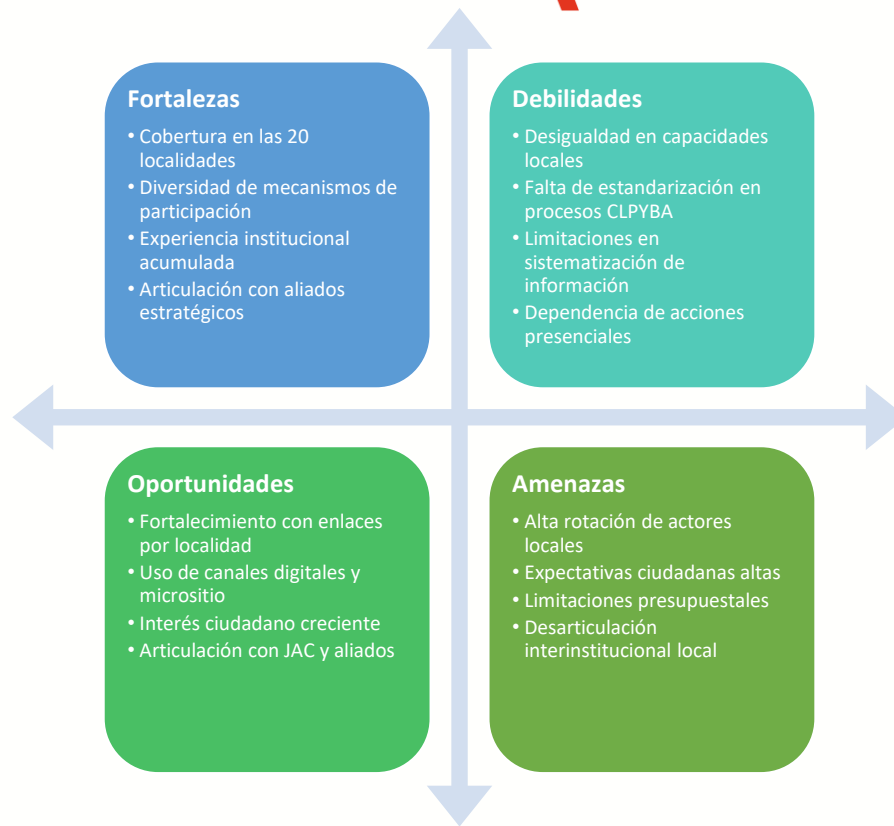 Fortalezas
• Cobertura en las 20
localidades
• Diversidad de mecanismos de
participación
• Experiencia institucional
acumulada
• Articulación con aliados
estratégicos
Debilidades
• Desigualdad en capacidades
locales
• Falta de estandarización en
procesos CLPYBA
• Limitaciones en
sistematización de
información
• Dependencia de acciones
presenciales
Oportunidades
• Fortalecimiento con enlaces
por localidad
• Uso de canales digitales y
micrositio
• Interés ciudadano creciente
• Articulación con JAC y aliados
Amenazas
• Alta rotación de actores
locales
• Expectativas ciudadanas altas
• Limitaciones presupuestales
• Desarticulación
interinstitucional local